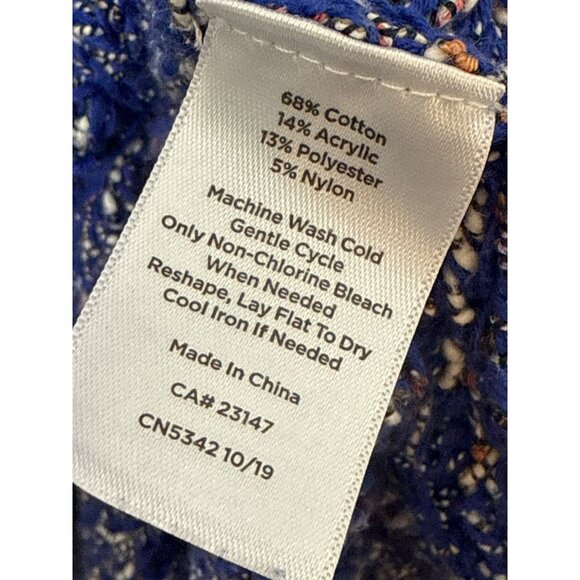 68% Cotton
14% Acrylic
13% Polyester
5% Nylon
Machine Wash Cold
Gentle Cycle
Only Non-Chlorine Bleach
When Needed
Reshape, Lay Flat To Dry
Cool Iron If Needed
Made In China
CA# 23147
CN5342 10/19